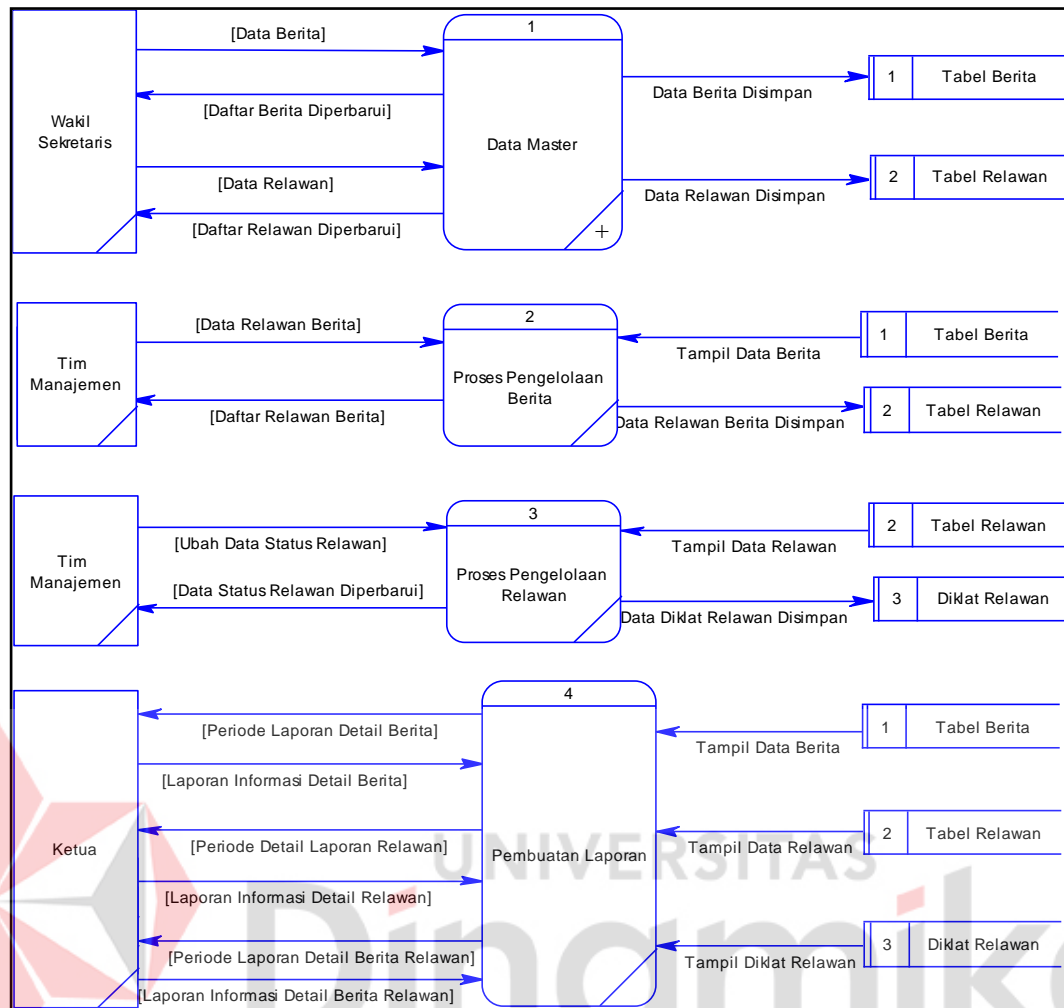 [Data Berita]
1
[Daftar Berita Diperbarui]
Wakil
Sekretaris
Data Master
[Data Relawan]
[Daftar Relawan Diperbarui]
+
Data Berita Disimpan
1 Tabel Berita
Data Relawan Disimpan
2 Tabel Relawan
[Data Relawan Berita]
2
Tampil Data Berita
1 Tabel Berita
Tim
Manajemen
Proses Pengelolaan
Berita
[Daftar Relawan Berita]
Data Relawan Berita Disimpan
2 Tabel Relawan
3
[Ubah Data Status Relawan]
Tampil Data Relawan
2 Tabel Relawan
Tim
Manajemen
Proses Pengelolaan
Relawan
[Data Status Relawan Diperbarui]
Data Diklat Relawan Disimpan
3 Diklat Relawan
4
[Periode Laporan Detail Berita]
Tampil Data Berita
1 Tabel Berita
[Laporan Informasi Detail Berita]
Ketua
[Periode Detail Laporan Relawan]
Pembuatan Laporan
Tampil Data Relawan
2 Tabel Relawan
[Laporan Informasi Detail Relawan]
[Periode Laporan Detail Berita Relawan]
Tampil Diklat Relawan
3 Diklat Relawan
[Laporan Informasi Detail Berita Relawan]
UNIVERSITAS
Dinamika